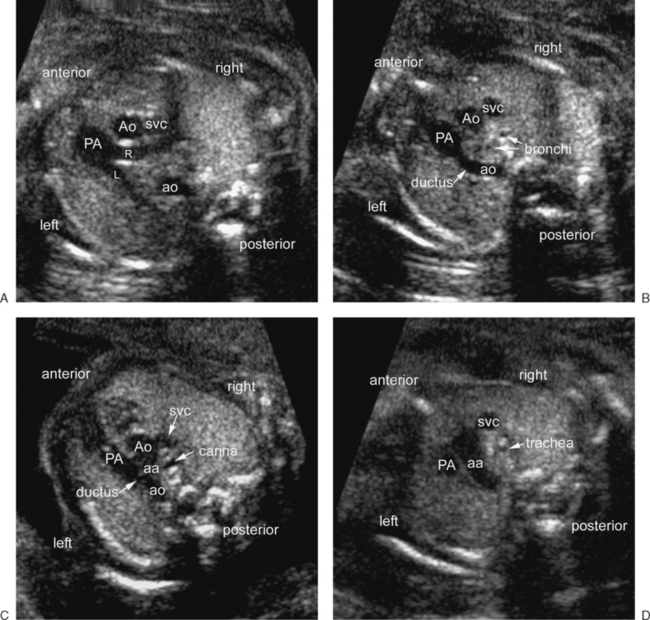 anterior
right
Ao
svc
PA
R
L
ao
left
posterior
A
anterior
right
svc
Ao
PA
bronchi
ductus
ao
left
posterior
B
anterior
right
svc
Ao
PA
carina
aa
ductus
ao
left
posterior
C
anterior
right
svc
trachea
PA
aa
left
posterior
D